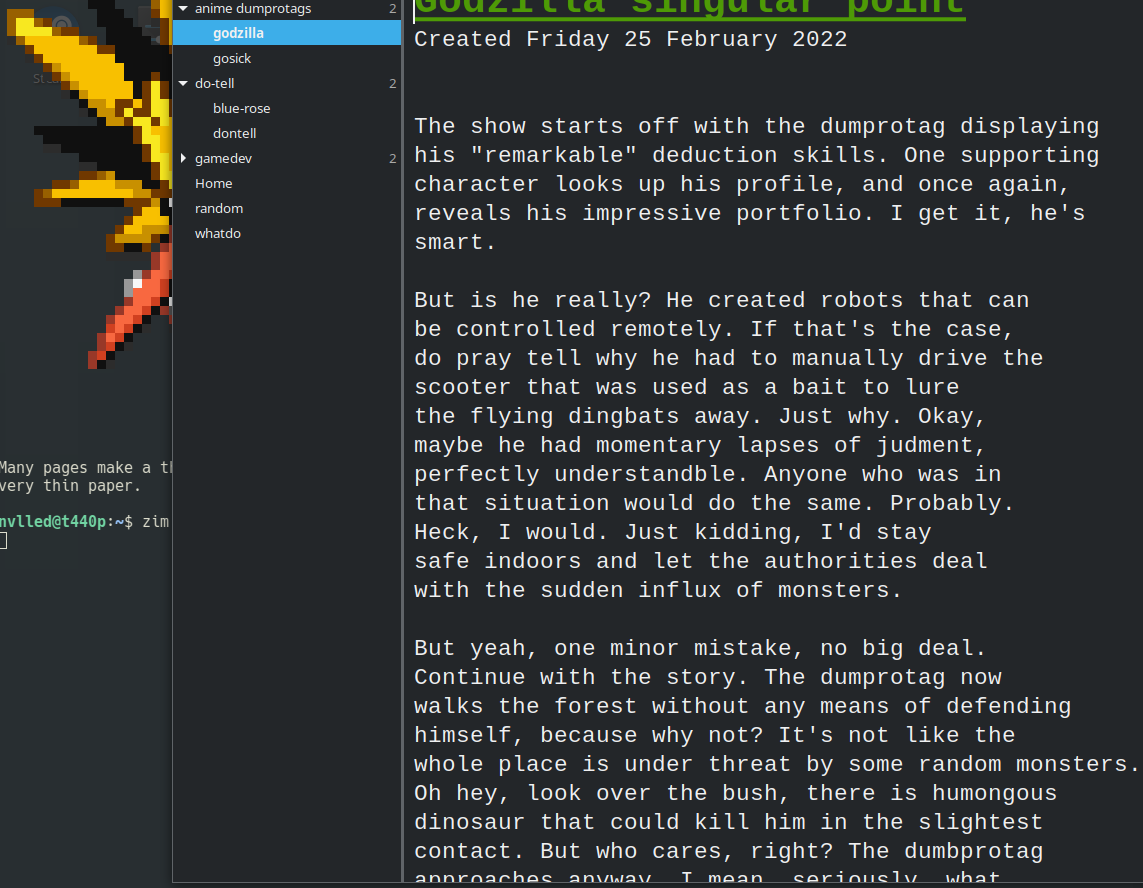 anime dumprotags 2
godzilla
gosick
do-tell 2
blue-rose
dontell
gamedev 2
Home
random
whatdo
Many pages make a
very thin paper.
nvlled@t440p:~$ zim
Godzilla singular point
Created Friday 25 February 2022
The show starts off with the dumprotag displaying
his "remarkable" deduction skills. One supporting
character looks up his profile, and once again,
reveals his impressive portfolio. I get it, he's
smart.
But is he really? He created robots that can
be controlled remotely. If that's the case,
do pray tell why he had to manually drive the
scooter that was used as a bait to lure
the flying dingbats away. Just why. Okay,
maybe he had momentary lapses of judment,
perfectly understandble. Anyone who was in
that situation would do the same. Probably.
Heck, I would. Just kidding, I'd stay
safe indoors and let the authorities deal
with the sudden influx of monsters.
But yeah, one minor mistake, no big deal.
Continue with the story. The dumprotag now
walks the forest without any means of defending
himself, because why not? It's not like the
whole place is under threat by some random monsters.
Oh hey, look over the bush, there is humongous
dinosaur that could kill him in the slightest
contact. But who cares, right? The dumbprotag
approaches anyway. I mean, seriously, what